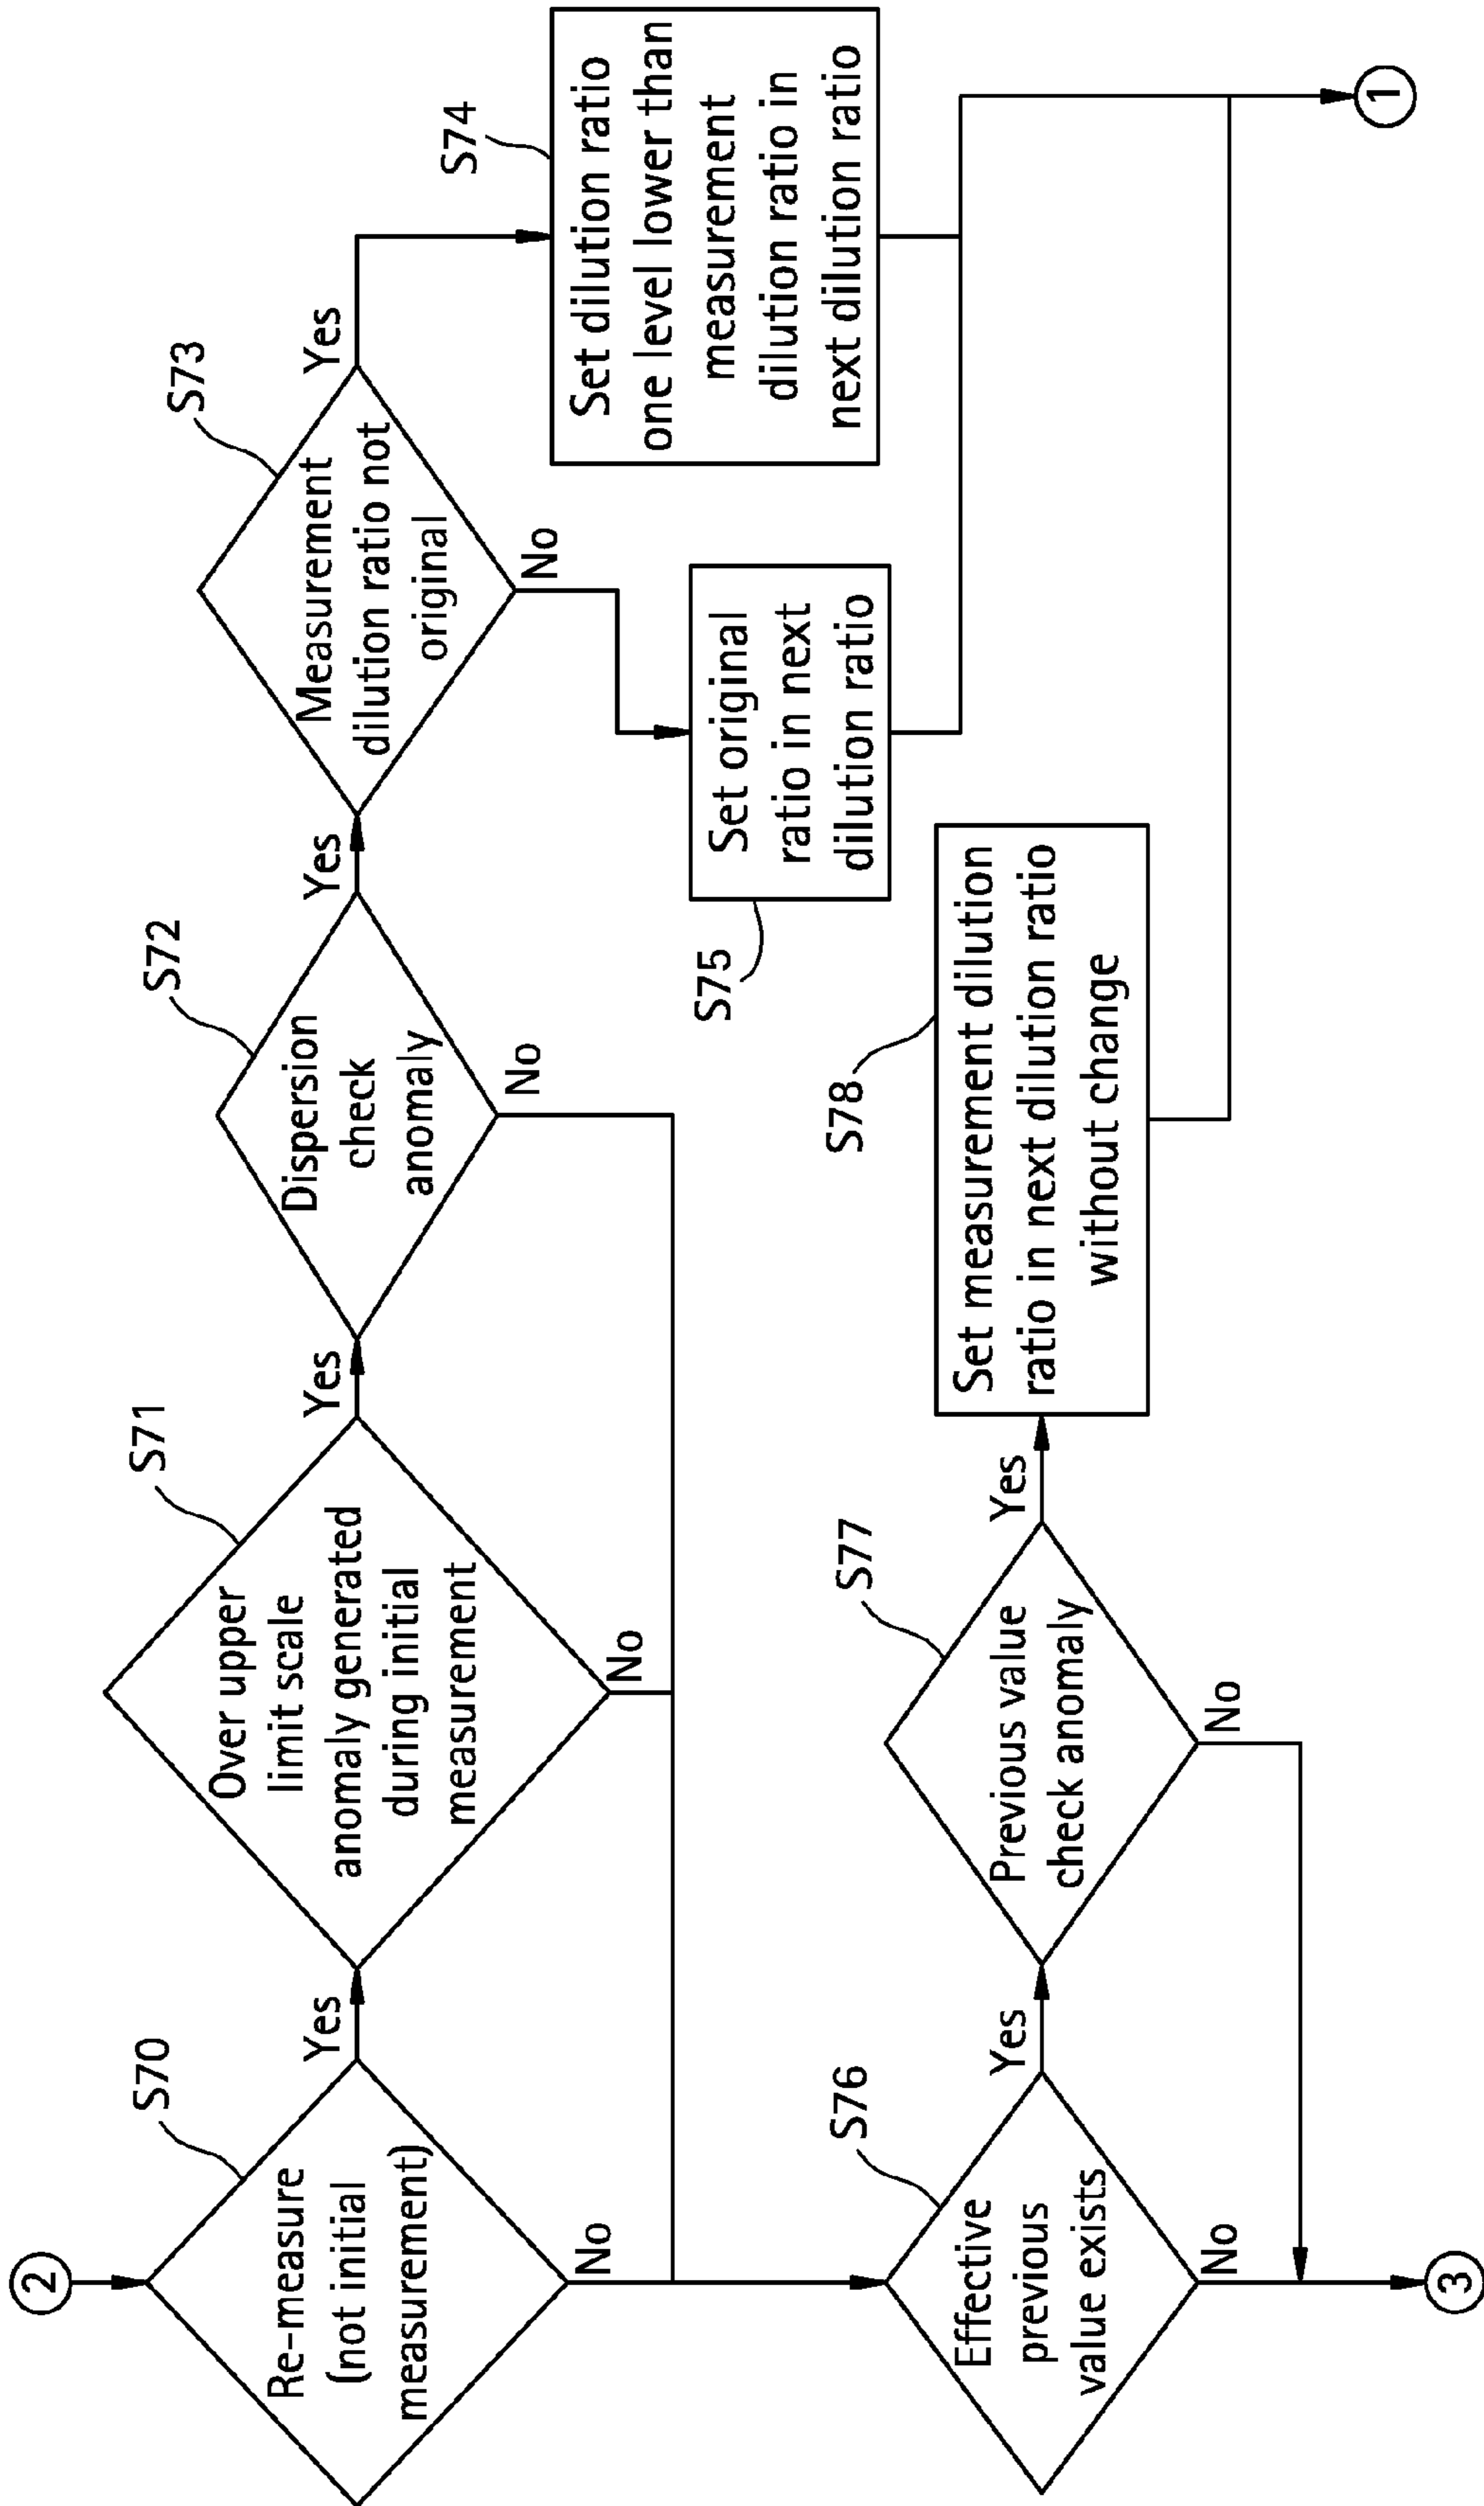 2
S70
Re-measure
(not initial
measurement)
Yes
No
S71
Over upper
limit scale
anomaly generated
during initial
measurement
Yes
No
S72
Dispersion
check
anomaly
Yes
No
S73
Measurement
dilution ratio not
original
Yes
No
S74
Set dilution ratio
one level lower than
measurement
dilution ratio in
next dilution ratio
S75
Set original
ratio in next
dilution ratio
S76
Effective
previous
value exists
Yes
No
S77
Previous value
check anomaly
Yes
No
S78
Set measurement dilution
ratio in next dilution ratio
without change
3
1